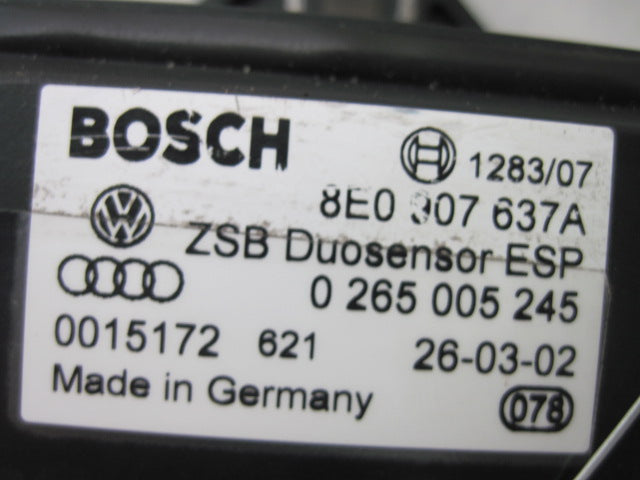 BOSCH
1283/07
8E0 907 637A
ZSB Duosensor ESP
0 265 005 245
0015172 621 26-03-02
Made in Germany
078